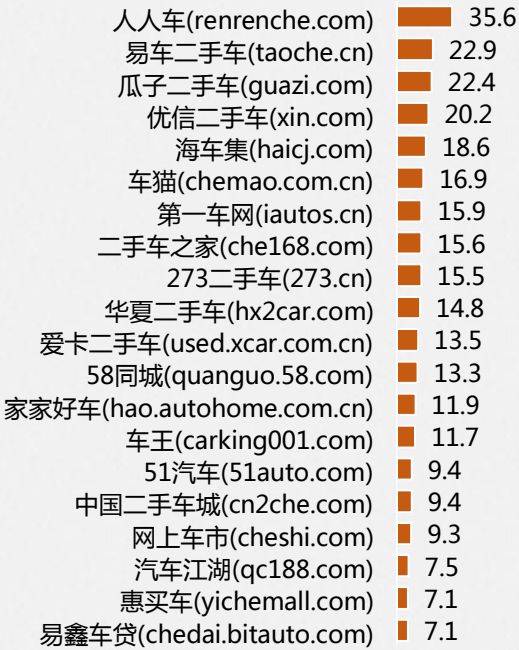 人人车(renrenche.com) 35.6
易车二手车(taoche.cn) 22.9
瓜子二手车(guazi.com) 22.4
优信二手车(xin.com) 20.2
海车集(haicj.com) 18.6
车猫(chemao.com.cn) 16.9
第一车网(iautos.cn) 15.9
二手车之家(che168.com) 15.6
273二手车(273.cn) 15.5
华夏二手车(hx2car.com) 14.8
爱卡二手车(used.xcar.com.cn) 13.5
58同城(quanguo.58.com) 13.3
家家好车(hao.autohome.com.cn) 11.9
车王(carking001.com) 11.7
51汽车(51auto.com) 9.4
中国二手车城(cn2che.com) 9.4
网上车市(cheshi.com) 9.3
汽车江湖(qc188.com) 7.5
惠买车(yichemall.com) 7.1
易鑫车贷(chedai.bitauto.com) 7.1